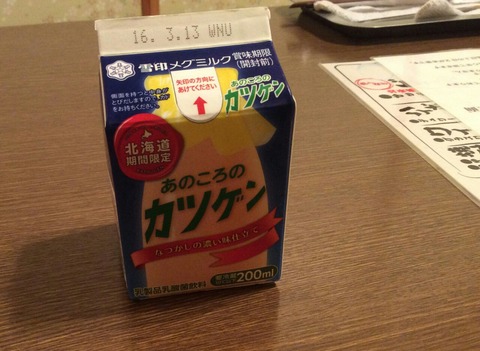 16. 3.13 WNU
雪印メグミルク
賞味期限
(開封前)
矢印の方向に
あけてください
あのころの
カツゲン
北海道
期間限定
あのころの
カツゲン
なつかしの濃い味仕立て
200ml
乳製品乳酸菌飲料